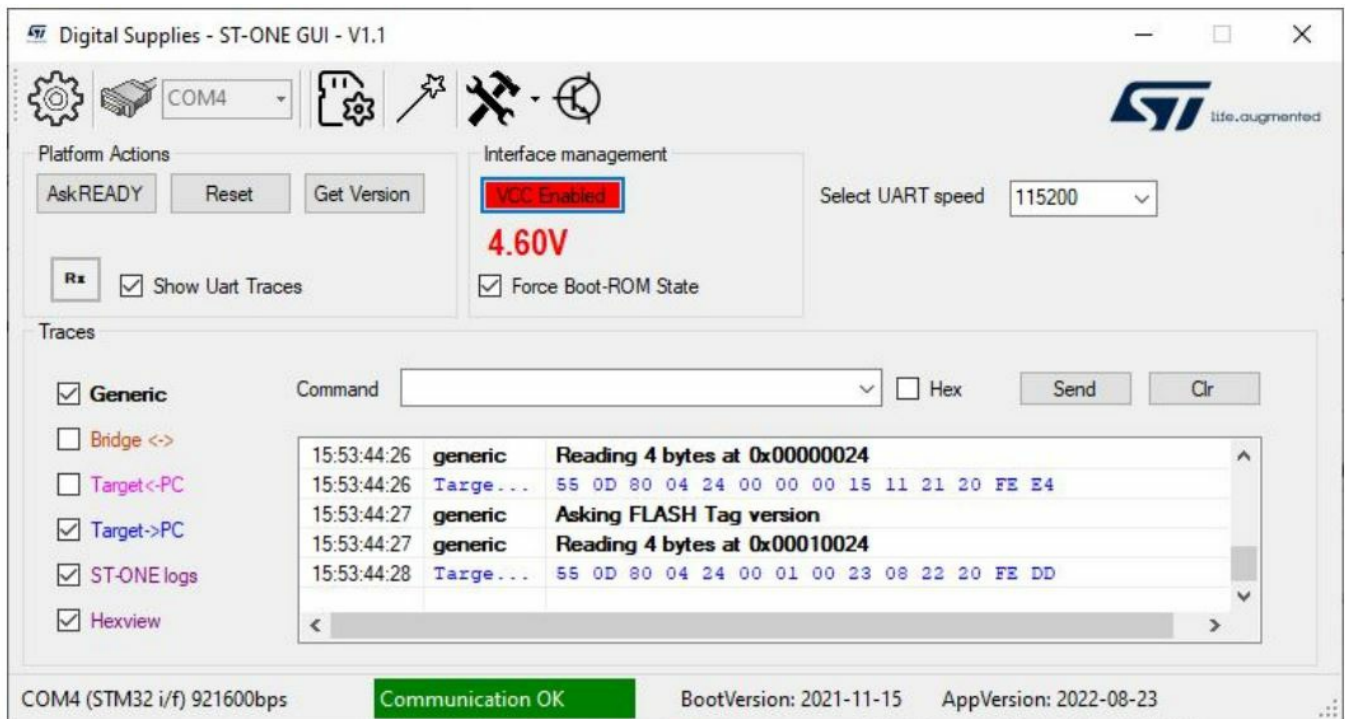 Digital Supplies - ST-ONE GUI - V1.1
COM4
ST life.augmented
Platform Actions
AskREADY Reset Get Version
Rx Show Uart Traces
Interface management
VCC Enabled
4.60V
Force Boot-ROM State
Select UART speed 115200
Traces
Generic
Bridge <->
Target<-PC
Target->PC
ST-ONE logs
Hexview
Command Hex Send Clr
15:53:44:26 generic Reading 4 bytes at 0x00000024
15:53:44:26 Targe... 55 0D 80 04 24 00 00 00 15 11 21 20 FE E4
15:53:44:27 generic Asking FLASH Tag version
15:53:44:27 generic Reading 4 bytes at 0x00010024
15:53:44:28 Targe... 55 0D 80 04 24 00 01 00 23 08 22 20 FE DD
COM4 (STM32 i/f) 921600bps Communication OK BootVersion: 2021-11-15 AppVersion: 2022-08-23